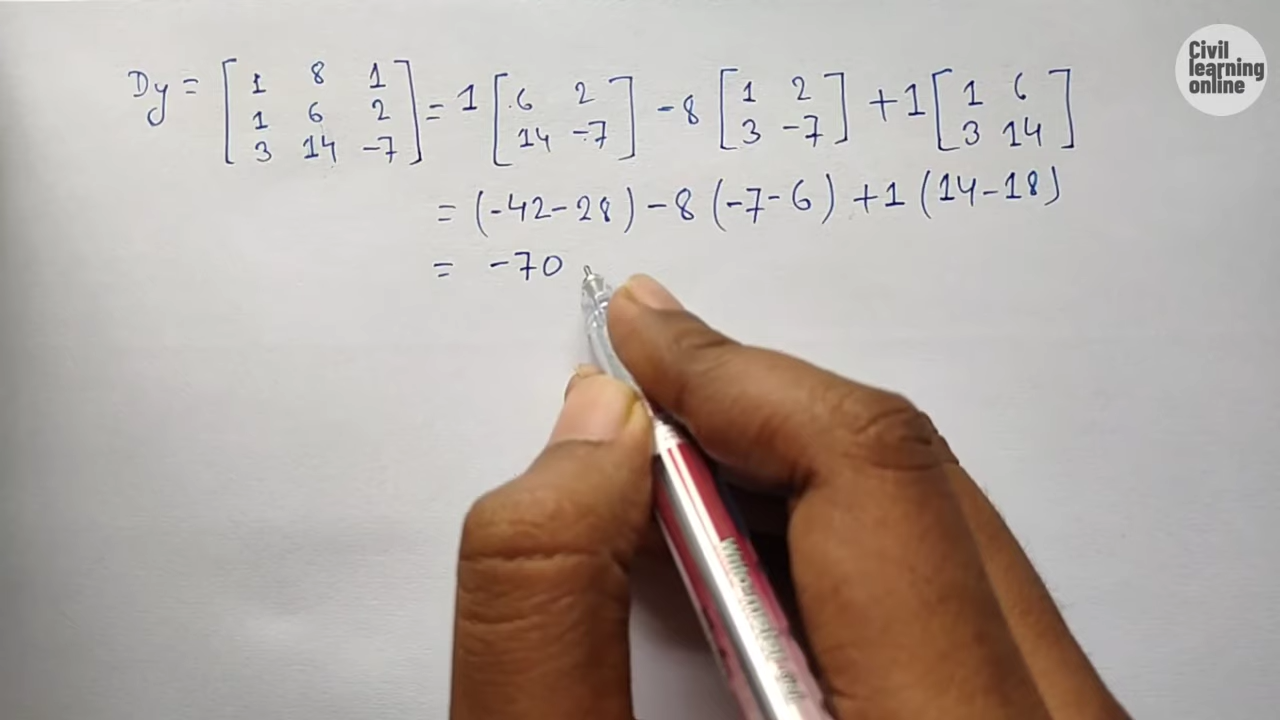 Civil
learning
online
Dy = [1 8 1 = 1 [6 2] - 8 [1 2] + 1 [1 6]
1 6 2
3 14 -7] [14 -7] [3 -7] [3 14]
= (-42-28) - 8 (-7-6) + 1 (14-18)
= -70